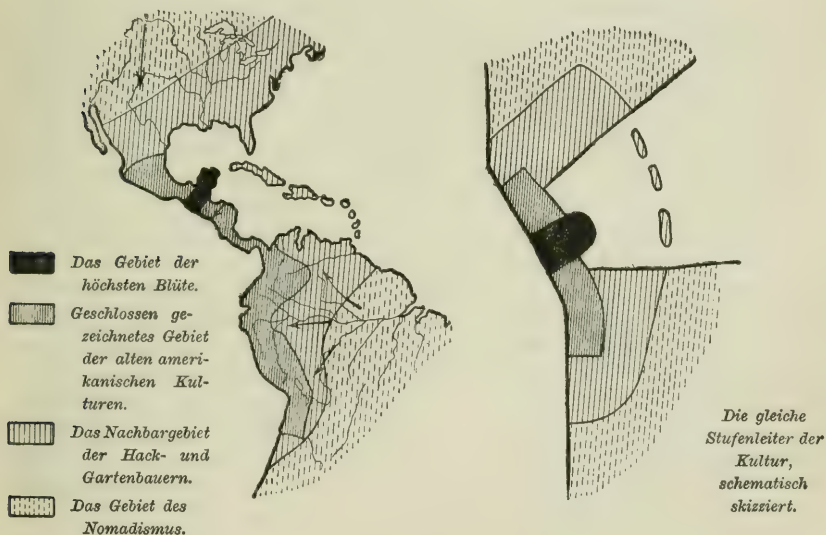 Das Gebiet der
höchsten Blüte.
Geschlossen ge-
zeichnetes Gebiet
der alten ameri-
kanischen Kul-
turen.
Das Nachbargebiet
der Hack- und
Gartenbauern.
Das Gebiet des
Nomadismus.
Die gleiche
Stufenleiter der
Kultur,
schematisch
skizziert.